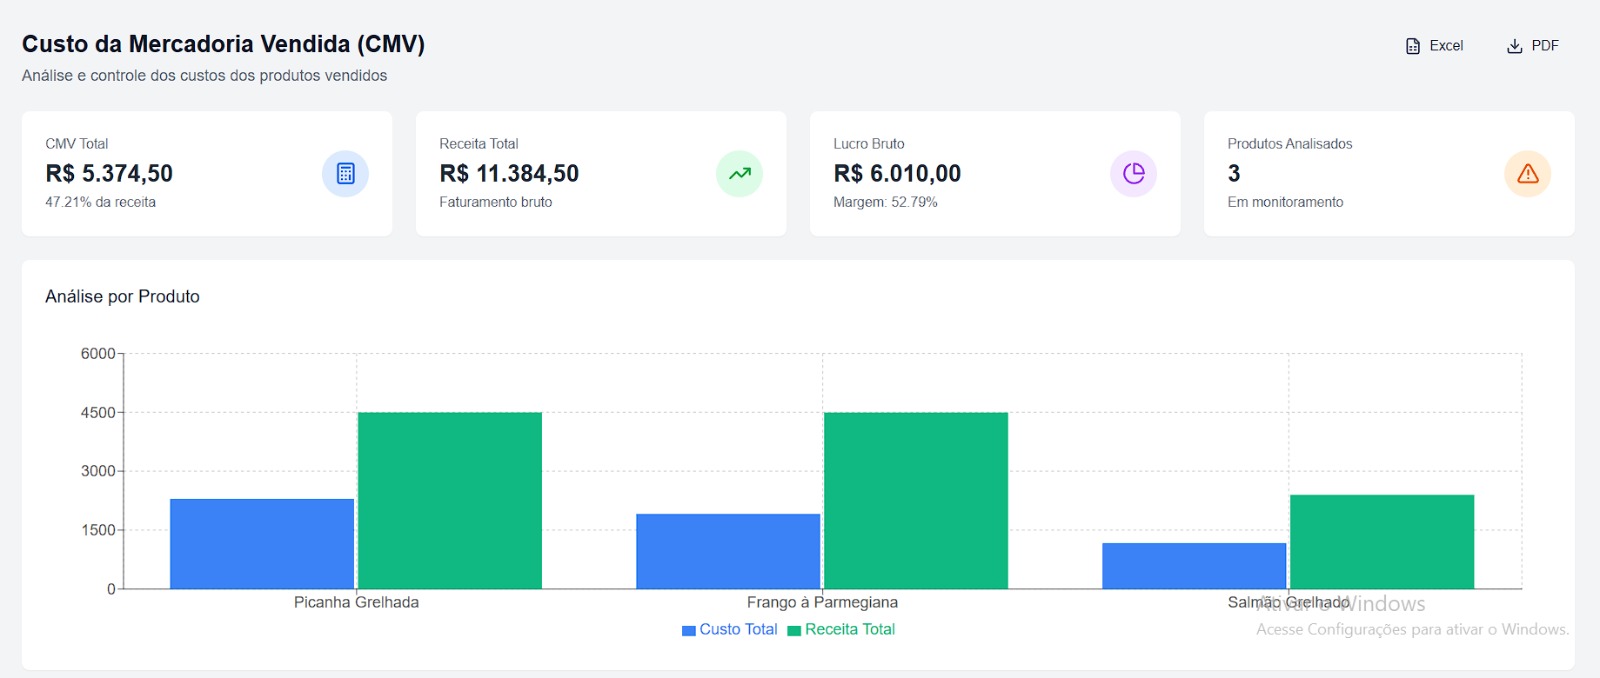 Custo da Mercadoria Vendida (CMV)
Excel
PDF
Análise e controle dos custos dos produtos vendidos
CMV Total
R$ 5.374,50
47.21% da receita
Receita Total
R$ 11.384,50
Faturamento bruto
Lucro Bruto
R$ 6.010,00
Margem: 52.79%
Produtos Analisados
3
Em monitoramento
Análise por Produto
6000
4500
3000
1500
0
Picanha Grelhada
Frango à Parmegiana
Salmão Grelhado
Custo Total
Receita Total
Ativar o Windows
Acesse Configurações para ativar o Windows.